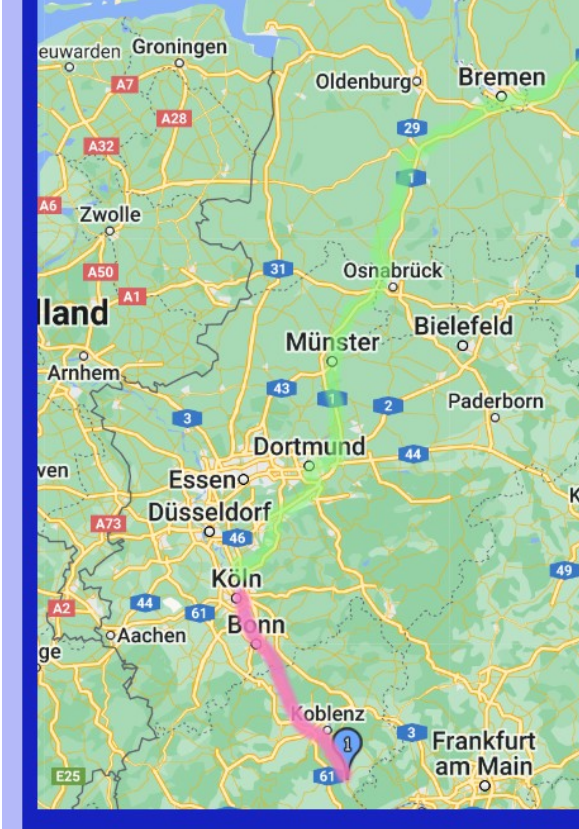 euwarden
Groningen
A7
Oldenburg
Bremen
A28
29
A32
1
A6
Zwolle
A50
31
Osnabrück
A1
lland
Münster
Bielefeld
Arnhem
43
1
2
Paderborn
3
Dortmund
44
ven
Essen
K
Düsseldorf
A73
46
Köln
49
A2
44
61
Bonn
Aachen
ge
Koblenz
1
3
Frankfurt
am Main
E25
61